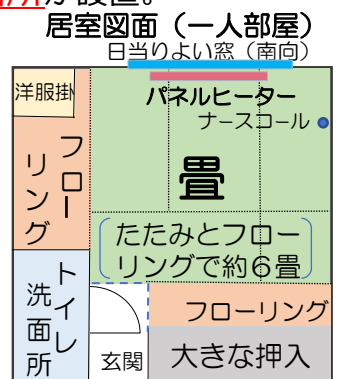 が設置。
居室図面（一人部屋）
日当りよい窓（南向）
洋服掛
パネルヒーター
ナースコール
フローリング
畳
たたみとフロー
リングで約６畳
トイレ
洗面所
フローリング
玄関
大きな押入